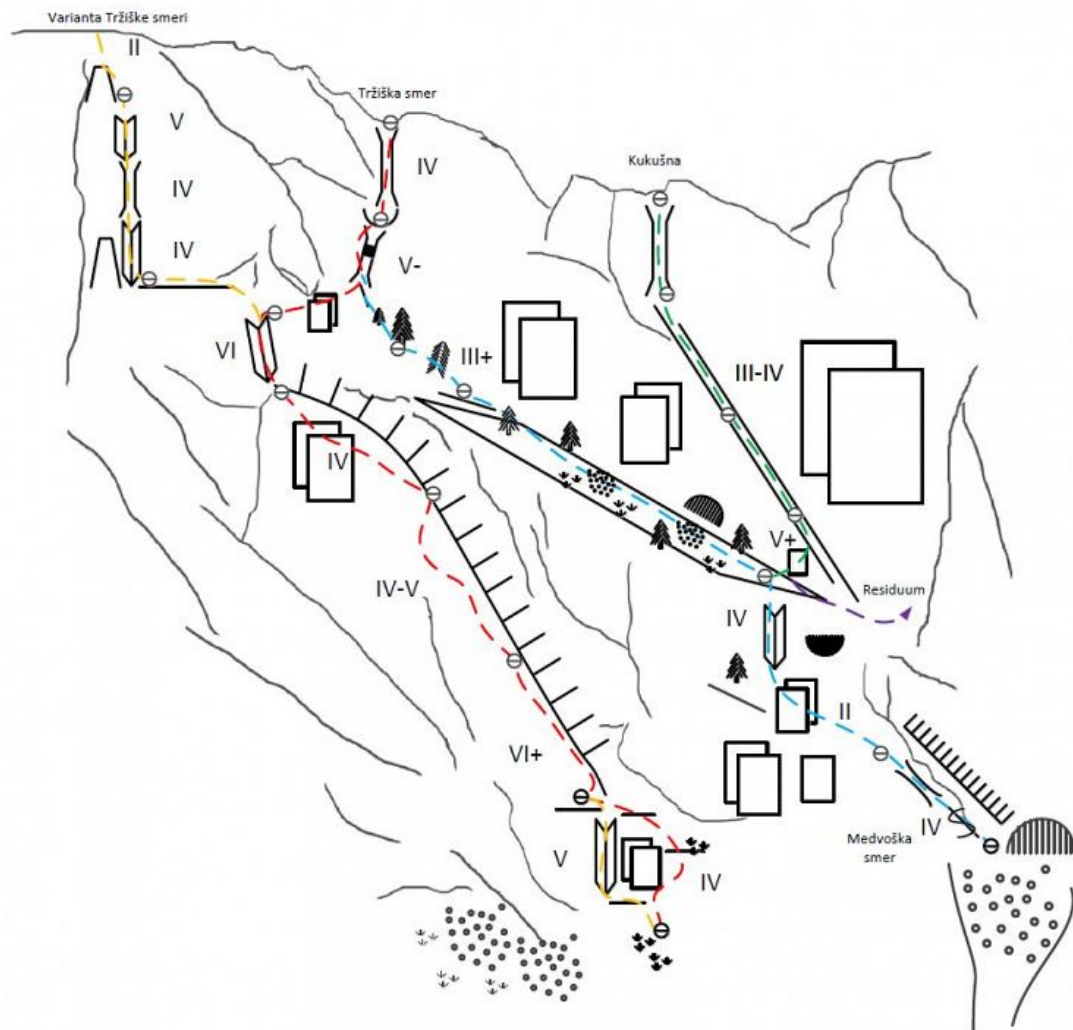 Varianta Tržiške smeri
II
Tržiška smer
V
IV
Kukušna
IV
IV
V-
VI
III+
III-IV
IV
V+
IV-V
Residuum
IV
II
VI+
IV
Medvoška
smer
V
IV